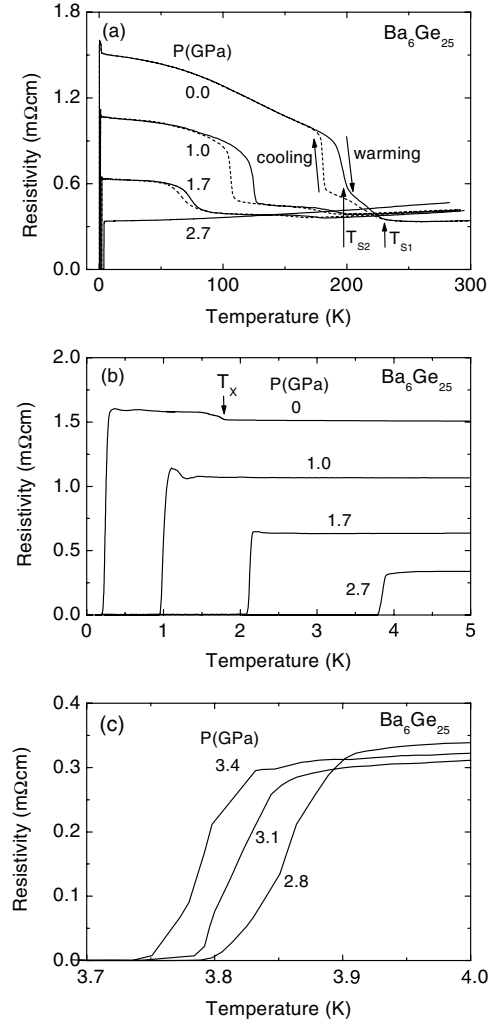 (a)
Ba6Ge25
P(GPa)
0.0
1.0
1.7
2.7
cooling
warming
TS2
TS1
1.8
1.2
0.6
0.0
Resistivity (mΩcm)
0
100
200
300
Temperature (K)
(b)
Ba6Ge25
TX
P(GPa)
0
1.0
1.7
2.7
2.0
1.5
1.0
0.5
0.0
Resistivity (mΩcm)
0
1
2
3
4
5
Temperature (K)
(c)
Ba6Ge25
P(GPa)
3.4
3.1
2.8
0.4
0.3
0.2
0.1
0.0
Resistivity (mΩcm)
3.7
3.8
3.9
4.0
Temperature (K)